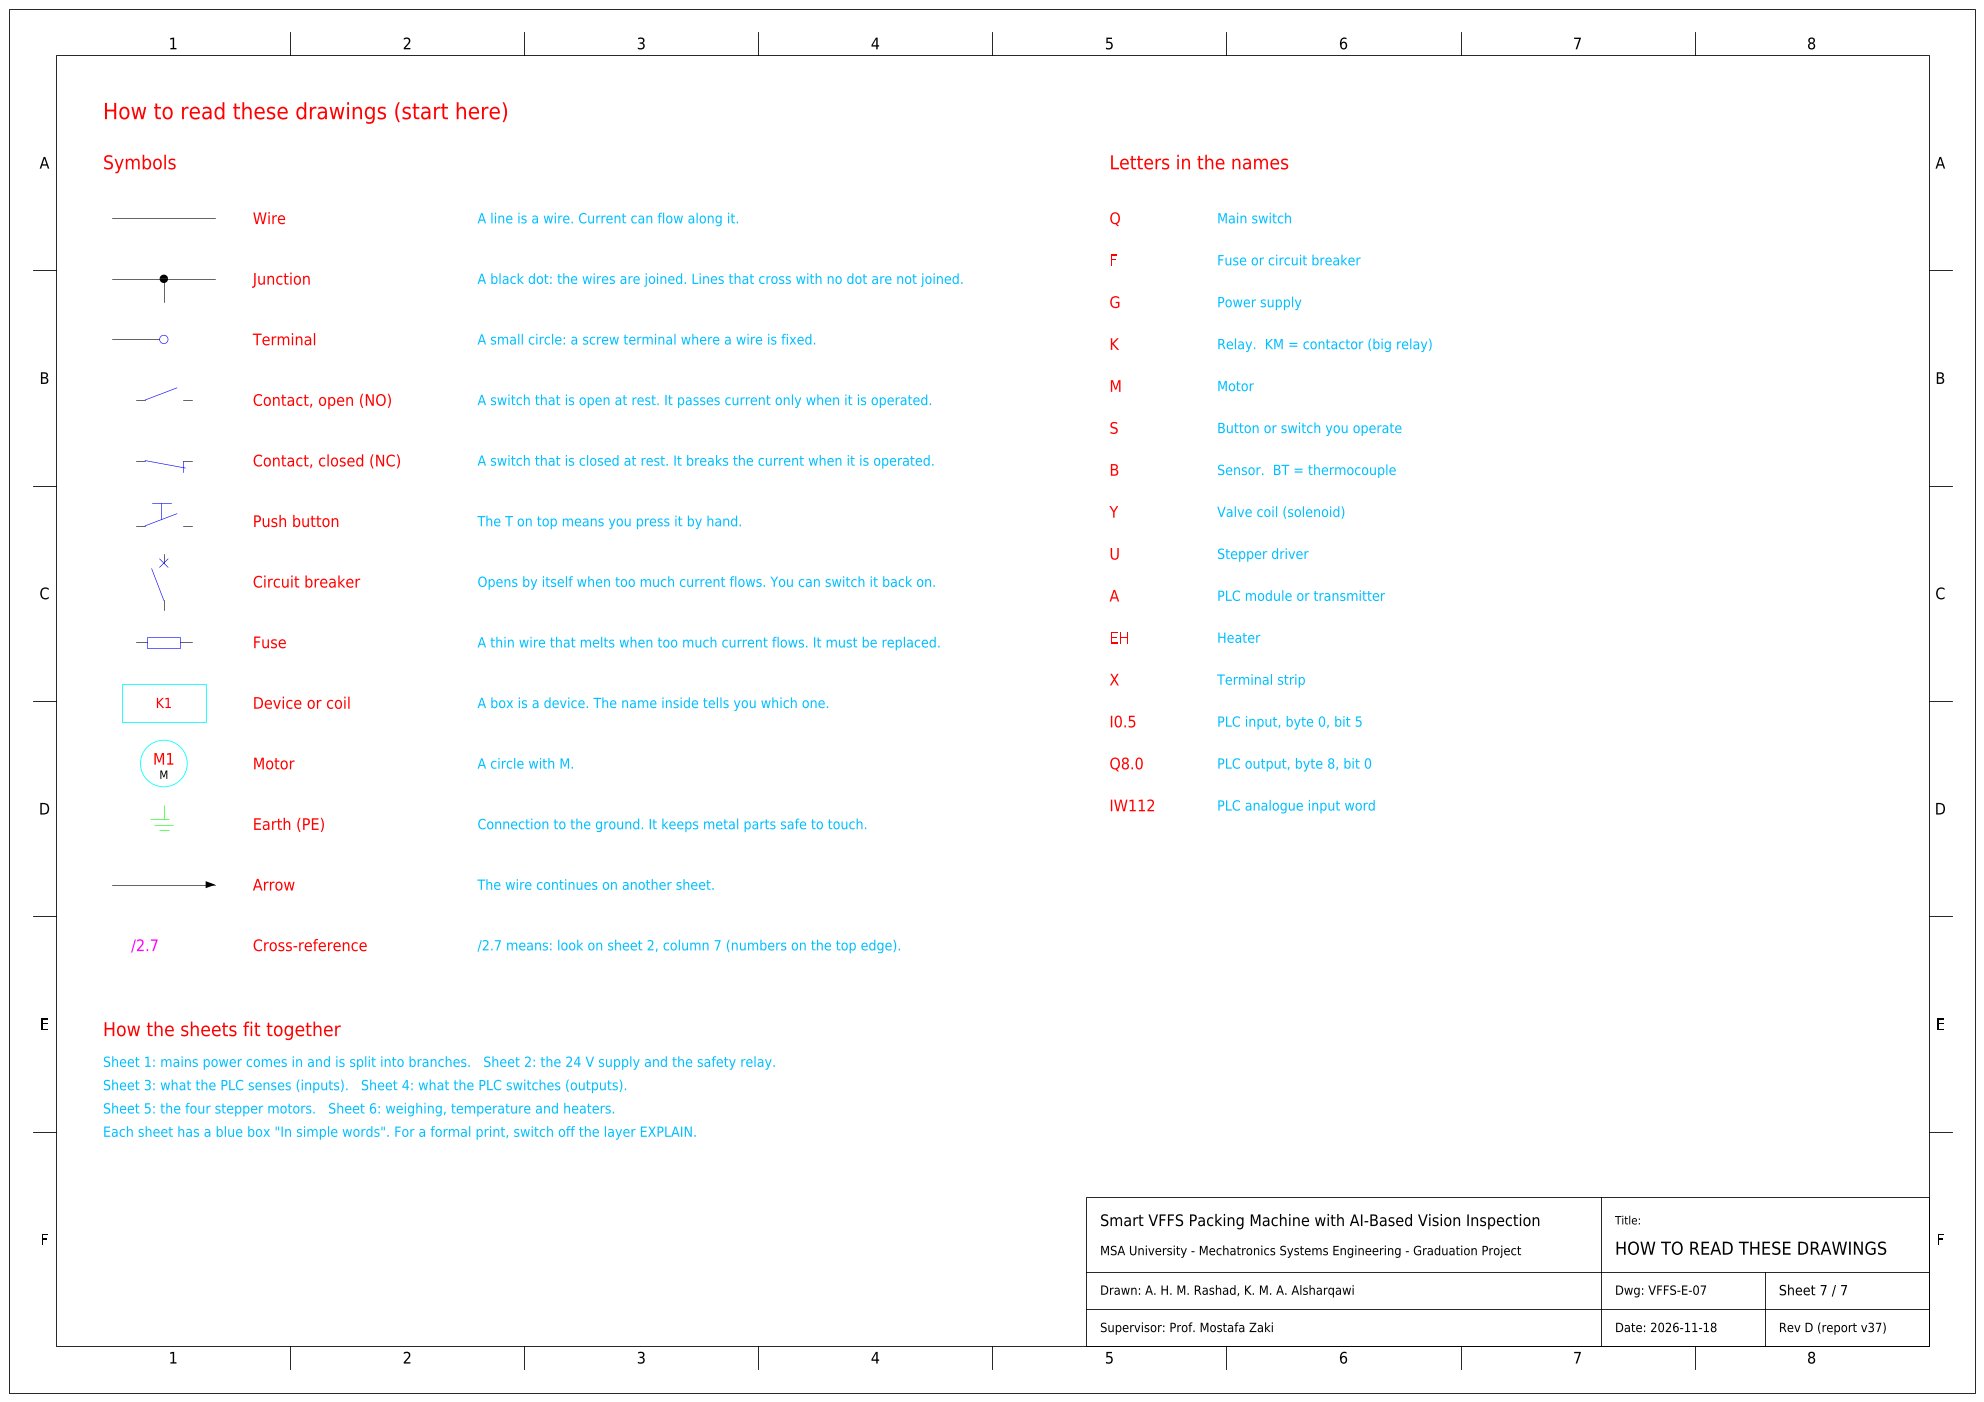 1 2 3 4 5 6 7 8
How to read these drawings (start here)
A A
Symbols
Wire A line is a wire. Current can flow along it.
Junction A black dot: the wires are joined. Lines that cross with no dot are not joined.
Terminal A small circle: a screw terminal where a wire is fixed.
B B
Contact, open (NO) A switch that is open at rest. It passes current only when it is operated.
Contact, closed (NC) A switch that is closed at rest. It breaks the current when it is operated.
Push button The T on top means you press it by hand.
Circuit breaker Opens by itself when too much current flows. You can switch it back on.
C C
Fuse A thin wire that melts when too much current flows. It must be replaced.
K1 Device or coil A box is a device. The name inside tells you which one.
M1
M
Motor A circle with M.
D D
Earth (PE) Connection to the ground. It keeps metal parts safe to touch.
Arrow The wire continues on another sheet.
/2.7 Cross-reference /2.7 means: look on sheet 2, column 7 (numbers on the top edge).
Letters in the names
Q Main switch
F Fuse or circuit breaker
G Power supply
K Relay. KM = contactor (big relay)
M Motor
S Button or switch you operate
B Sensor. BT = thermocouple
Y Valve coil (solenoid)
U Stepper driver
A PLC module or transmitter
EH Heater
X Terminal strip
I0.5 PLC input, byte 0, bit 5
Q8.0 PLC output, byte 8, bit 0
IW112 PLC analogue input word
E E
How the sheets fit together
Sheet 1: mains power comes in and is split into branches. Sheet 2: the 24 V supply and the safety relay.
Sheet 3: what the PLC senses (inputs). Sheet 4: what the PLC switches (outputs).
Sheet 5: the four stepper motors. Sheet 6: weighing, temperature and heaters.
Each sheet has a blue box "In simple words". For a formal print, switch off the layer EXPLAIN.
F F
Smart VFFS Packing Machine with AI-Based Vision Inspection
MSA University - Mechatronics Systems Engineering - Graduation Project
Title:
HOW TO READ THESE DRAWINGS
Drawn: A. H. M. Rashad, K. M. A. Alsharqawi
Dwg: VFFS-E-07
Sheet 7 / 7
Supervisor: Prof. Mostafa Zaki
Date: 2026-11-18
Rev D (report v37)
1 2 3 4 5 6 7 8